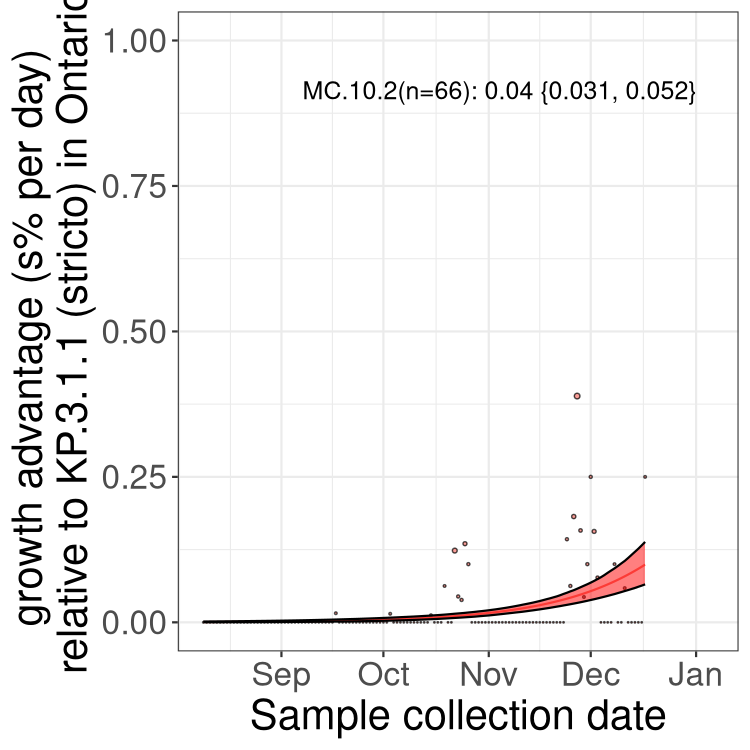 growth advantage (s% per day)
relative to KP.3.1.1 (stricto) in Ontario
1.00
0.75
0.50
0.25
0.00
MC.10.2(n=66): 0.04 {0.031, 0.052}
Sep Oct Nov Dec Jan
Sample collection date